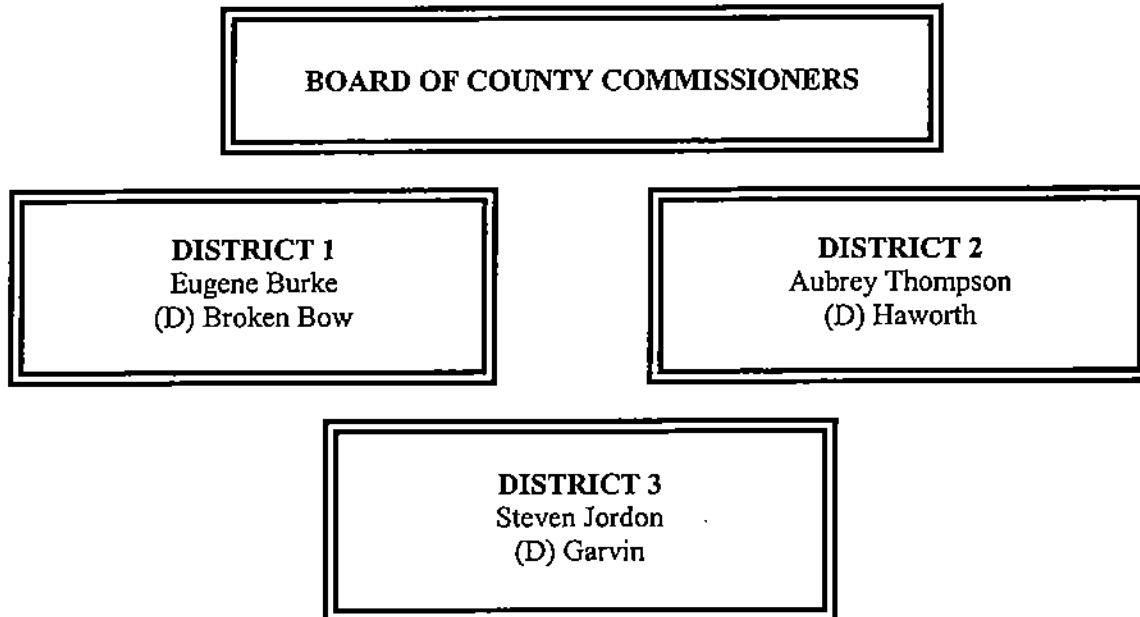 BOARD OF COUNTY COMMISSIONERS
DISTRICT 1
Eugene Burke
(D) Broken Bow
DISTRICT 2
Aubrey Thompson
(D) Haworth
DISTRICT 3
Steven Jordon
(D) Garvin